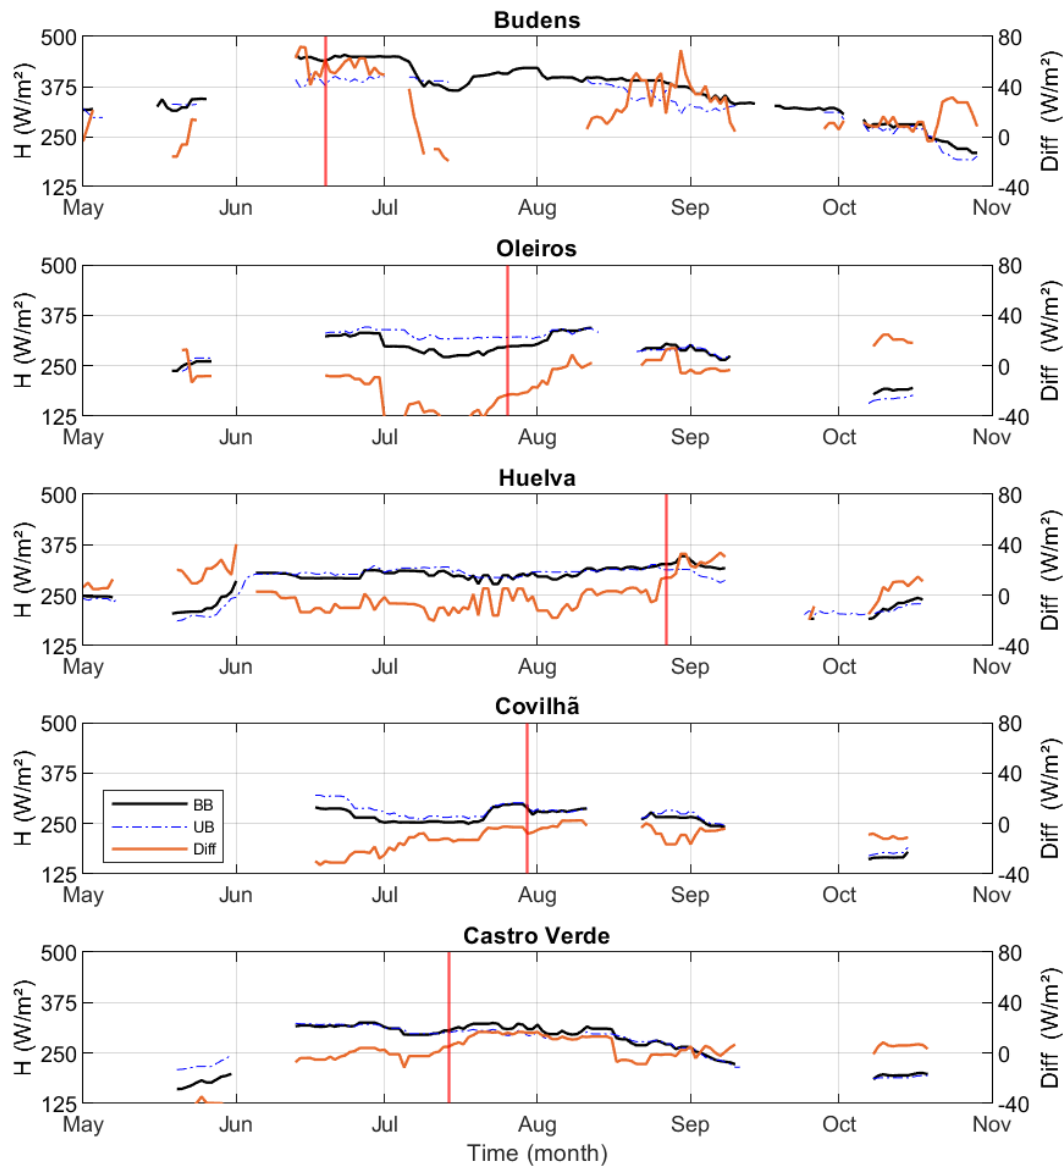 Budens
500
375
250
125
H (W/m²)
80
40
0
-40
Diff (W/m²)
May Jun Jul Aug Sep Oct Nov
Oleiros
500
375
250
125
H (W/m²)
80
40
0
-40
Diff (W/m²)
May Jun Jul Aug Sep Oct Nov
Huelva
500
375
250
125
H (W/m²)
80
40
0
-40
Diff (W/m²)
May Jun Jul Aug Sep Oct Nov
Covilhã
500
375
250
125
H (W/m²)
BB
UB
Diff
80
40
0
-40
Diff (W/m²)
May Jun Jul Aug Sep Oct Nov
Castro Verde
500
375
250
125
H (W/m²)
80
40
0
-40
Diff (W/m²)
May Jun Jul Aug Sep Oct Nov
Time (month)